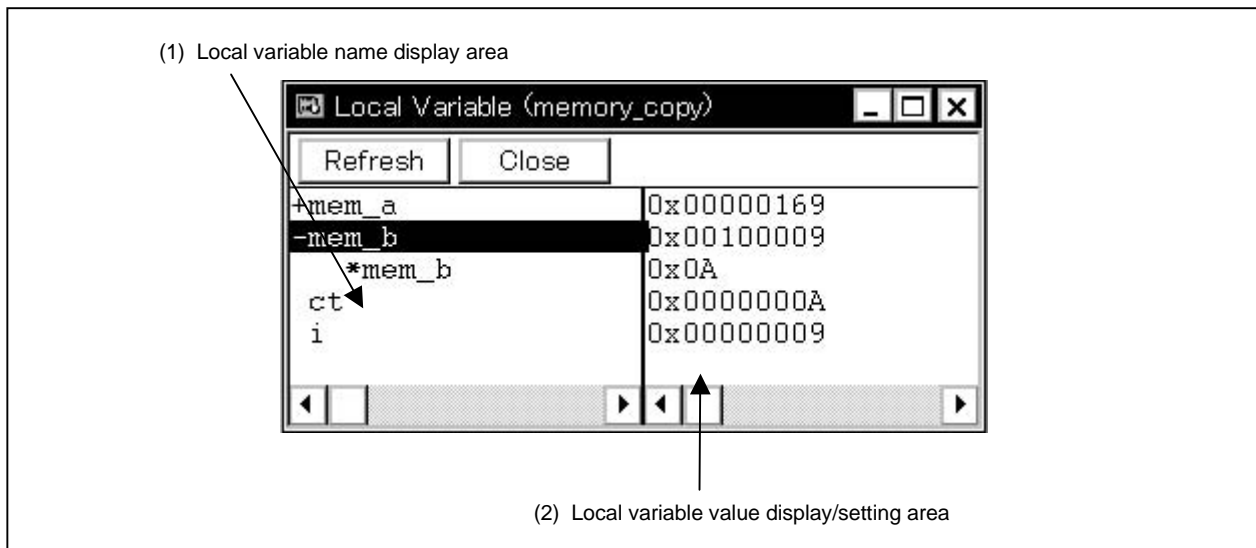 (1) Local variable name display area
Local Variable (memory_copy)
Refresh Close
+mem_a 0x00000169
-mem_b 0x00100009
*mem_b 0x0A
ct 0x0000000A
i 0x00000009
(2) Local variable value display/setting area